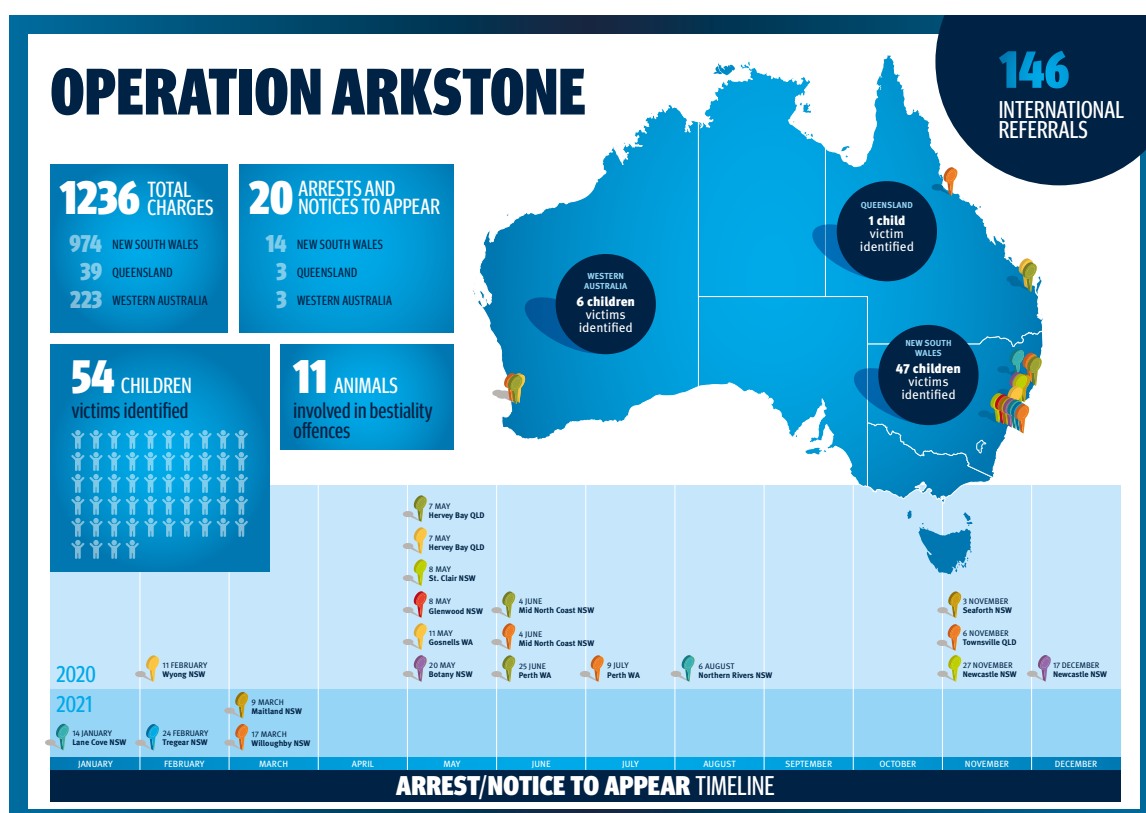 OPERATION ARKSTONE
146
INTERNATIONAL
REFERRALS
1236 TOTAL
CHARGES
974 NEW SOUTH WALES
39 QUEENSLAND
223 WESTERN AUSTRALIA
20 ARRESTS AND
NOTICES TO APPEAR
14 NEW SOUTH WALES
3 QUEENSLAND
3 WESTERN AUSTRALIA
54 CHILDREN
victims identified
11 ANIMALS
involved in bestiality
offences
WESTERN
AUSTRALIA
6 children
victims
identified
QUEENSLAND
1 child
victim
identified
NEW SOUTH
WALES
47 children
victims
identified
2020
11 FEBRUARY
Wyong NSW
7 MAY
Hervey Bay QLD
7 MAY
Hervey Bay QLD
8 MAY
St. Clair NSW
8 MAY
Glenwood NSW
11 MAY
Gosnells WA
20 MAY
Botany NSW
4 JUNE
Mid North Coast NSW
4 JUNE
Mid North Coast NSW
25 JUNE
Perth WA
9 JULY
Perth WA
6 AUGUST
Northern Rivers NSW
3 NOVEMBER
Seaforth NSW
6 NOVEMBER
Townsville QLD
27 NOVEMBER
Newcastle NSW
17 DECEMBER
Newcastle NSW
2021
14 JANUARY
Lane Cove NSW
24 FEBRUARY
Tregear NSW
9 MARCH
Maitland NSW
17 MARCH
Willoughby NSW
JANUARY
FEBRUARY
MARCH
APRIL
MAY
JUNE
JULY
AUGUST
SEPTEMBER
OCTOBER
NOVEMBER
DECEMBER
ARREST/NOTICE TO APPEAR TIMELINE